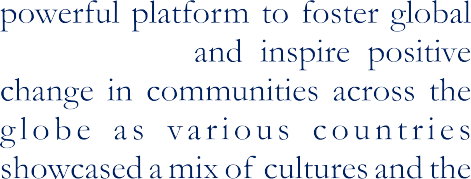 powerful platform to foster global
and inspire positive
change in communities across the
globe as various countries
showcased a mix of cultures and the